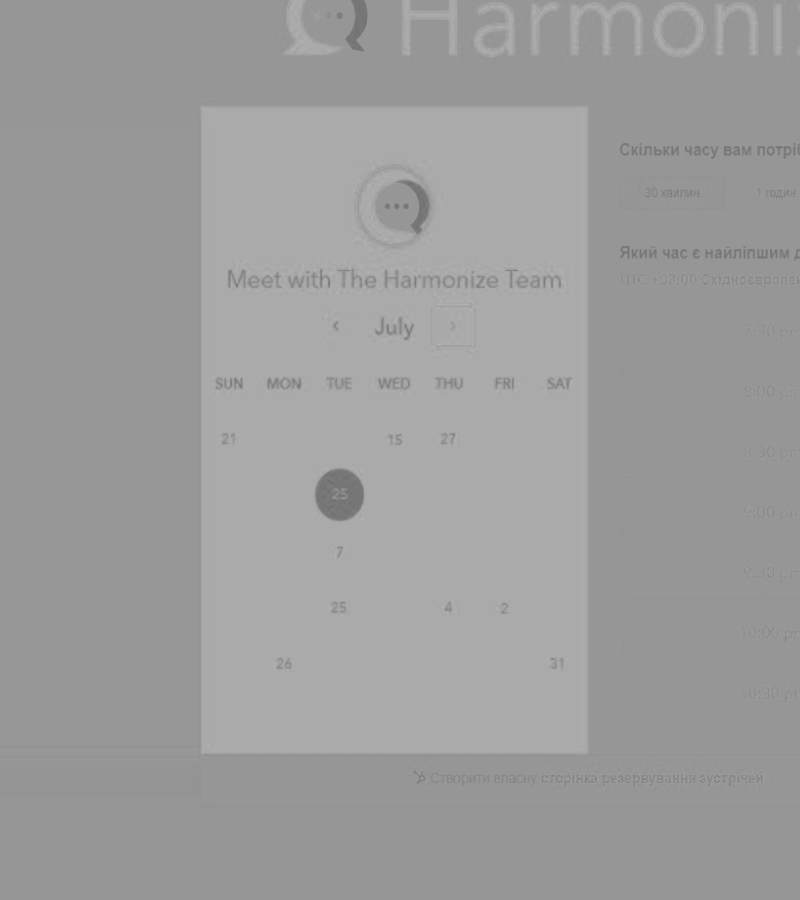 Harmoniz
Meet with The Harmonize Team
July
SUN MON TUE WED THU FRI SAT
21 15 27
25
7
25 4 2
26 31
Скільки часу вам потріб
30 хвилин 1 годин
Який час є найліпшим д
UTC +03:00 Східноєвропей
7:30 pm
8:00 pm
8:30 pm
9:00 pm
9:30 pm
10:00 pm
10:30 pm
Створити власну сторінка резервування зустрічей